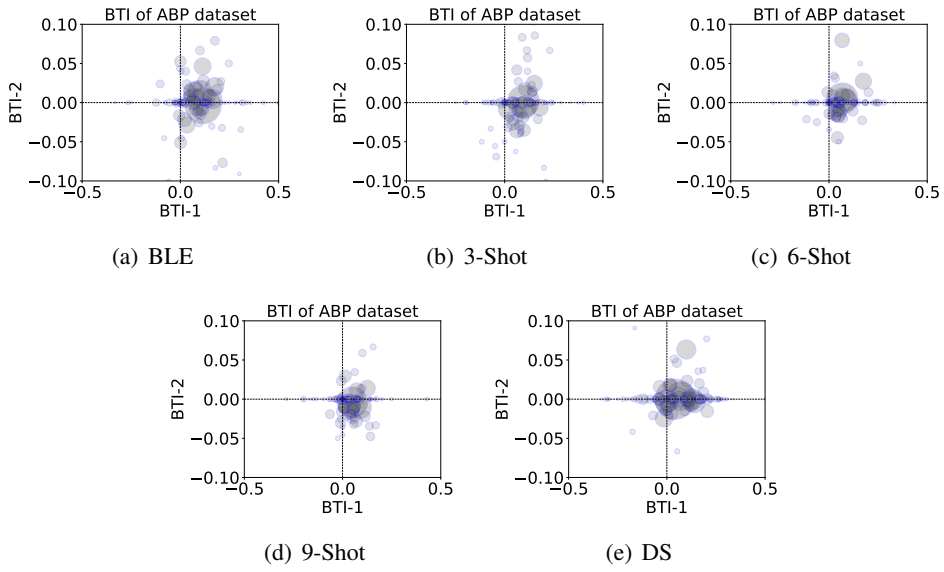 BTI of ABP dataset
0.10
0.05
0.00
−0.05
−0.10
BTI-2
−0.5
0.0
0.5
BTI-1
(a) BLE
BTI of ABP dataset
0.10
0.05
0.00
−0.05
−0.10
BTI-2
−0.5
0.0
0.5
BTI-1
(b) 3-Shot
BTI of ABP dataset
0.10
0.05
0.00
−0.05
−0.10
BTI-2
−0.5
0.0
0.5
BTI-1
(c) 6-Shot
BTI of ABP dataset
0.10
0.05
0.00
−0.05
−0.10
BTI-2
−0.5
0.0
0.5
BTI-1
(d) 9-Shot
BTI of ABP dataset
0.10
0.05
0.00
−0.05
−0.10
BTI-2
−0.5
0.0
0.5
BTI-1
(e) DS